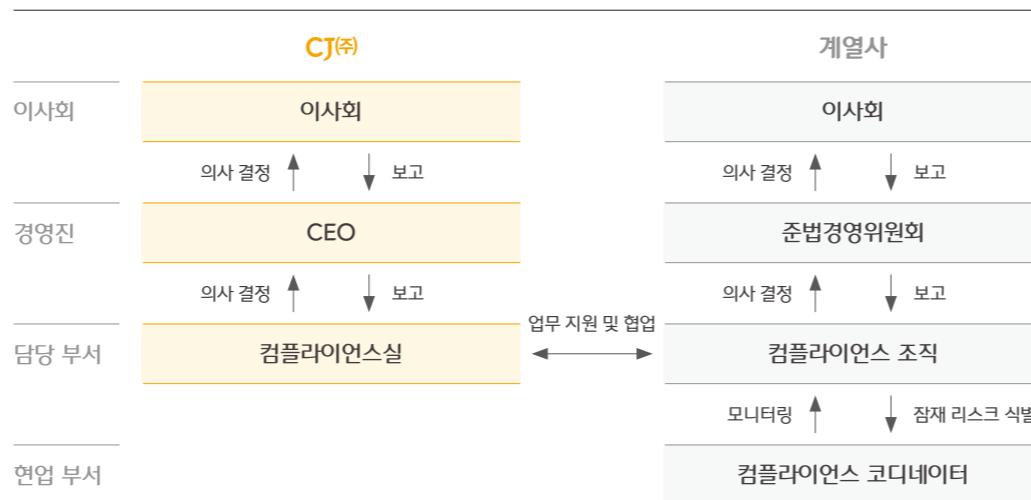 CJ㈜ 계열사
이사회 이사회 이사회
의사 결정 보고 의사 결정 보고
경영진 CEO 준법경영위원회
의사 결정 보고 의사 결정 보고
업무 지원 및 협업
담당 부서 컴플라이언스실 컴플라이언스 조직
모니터링 잠재 리스크 식별
현업 부서 컴플라이언스 코디네이터